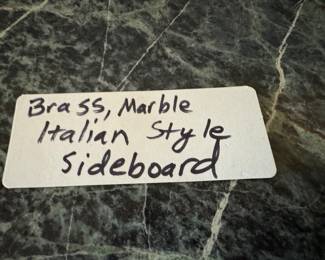 Brass, Marble
Italian Style
Sideboard